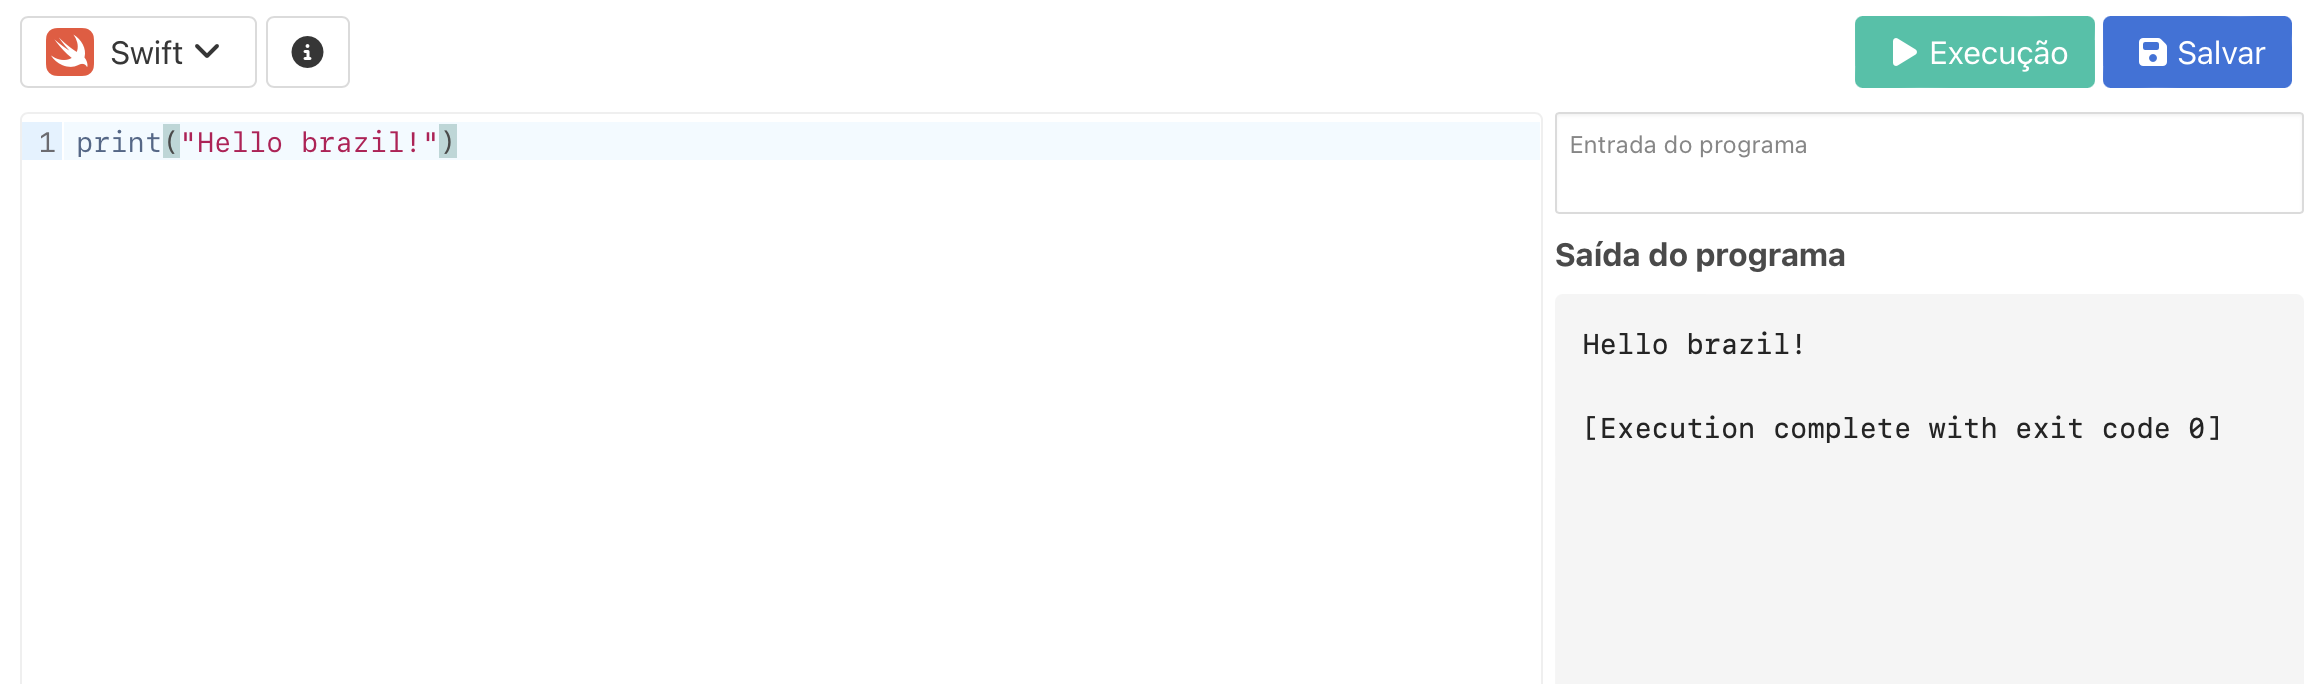 Swift
Execução
Salvar
1 print("Hello brazil!")
Entrada do programa
Saída do programa
Hello brazil!
[Execution complete with exit code 0]